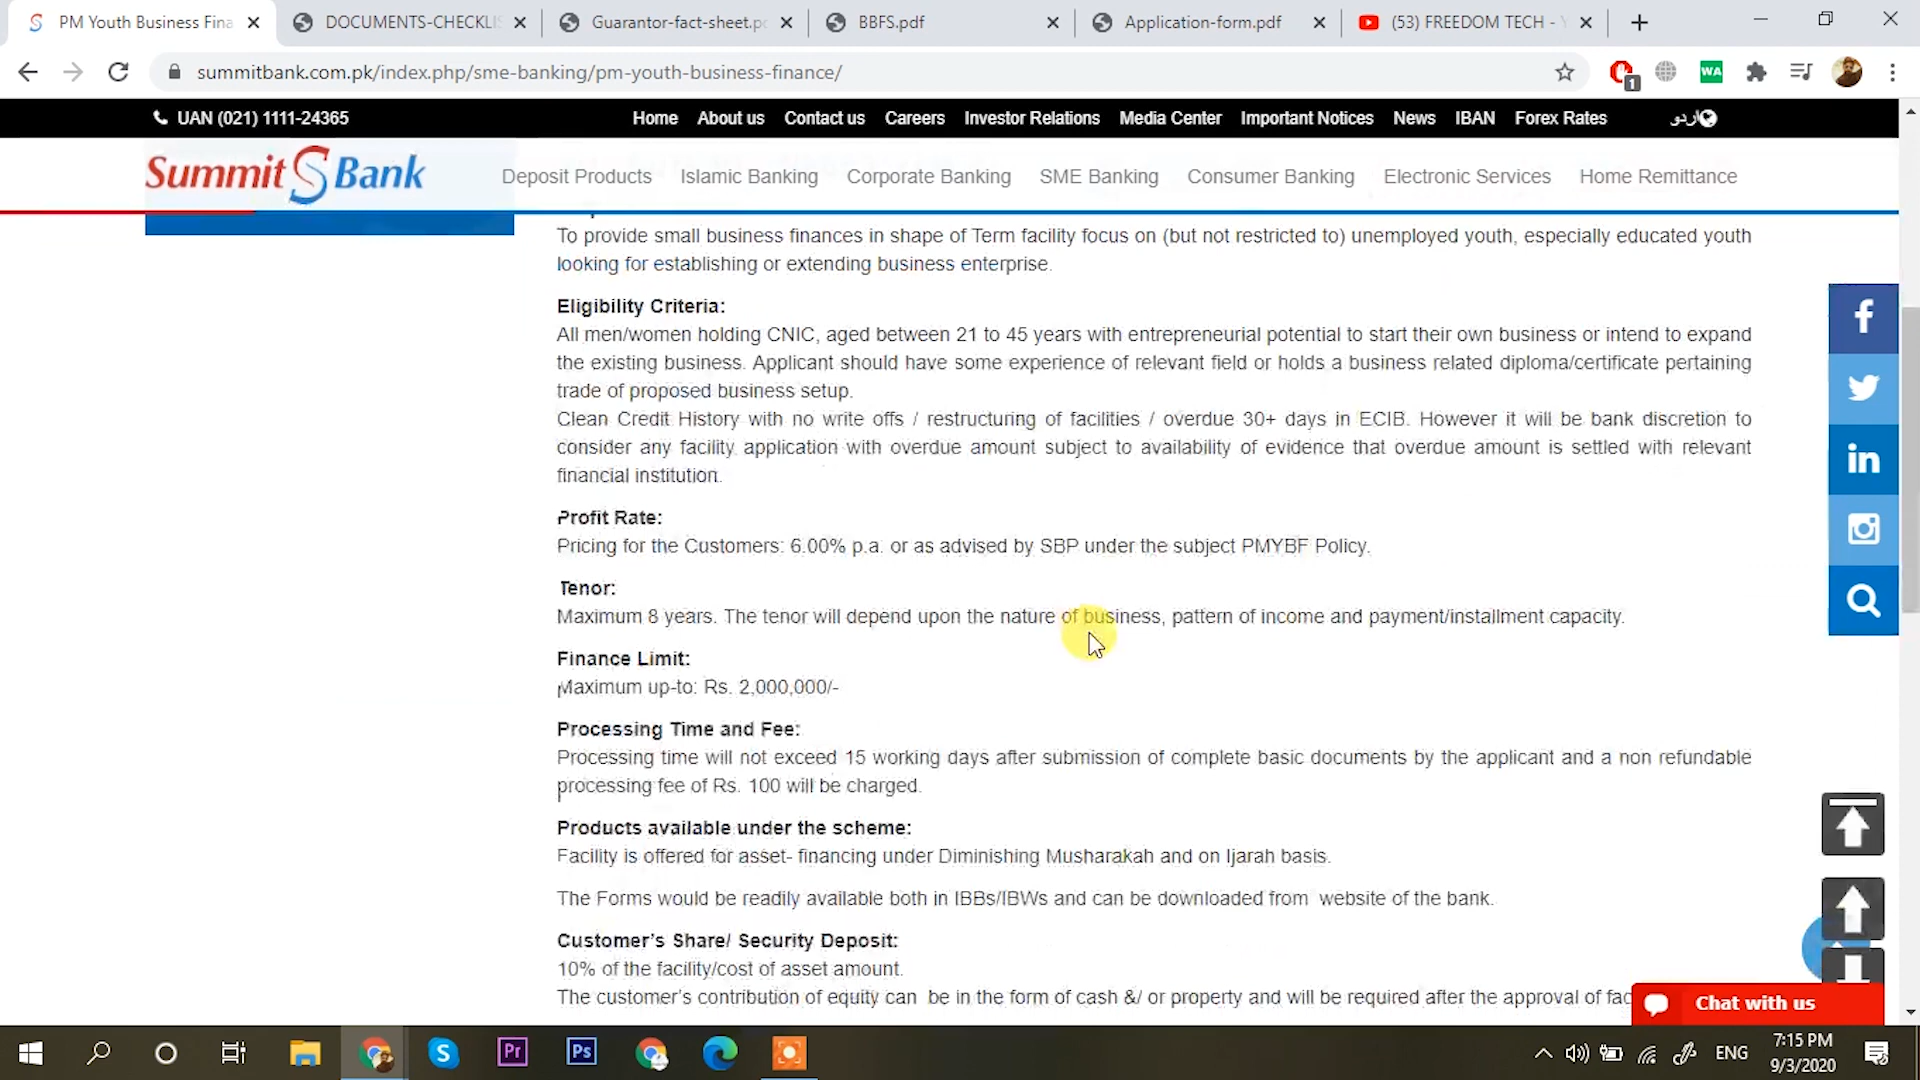 PM Youth Business Fina
DOCUMENTS-CHECKLIS
Guarantor-fact-sheet.pd
BBFS.pdf
Application-form.pdf
(53) FREEDOM TECH - Y
summitbank.com.pk/index.php/sme-banking/pm-youth-business-finance/
1
WA
UAN (021) 1111-24365
Home About us Contact us Careers Investor Relations Media Center Important Notices News IBAN Forex Rates اردو
Summit Bank
Deposit Products Islamic Banking Corporate Banking SME Banking Consumer Banking Electronic Services Home Remittance
To provide small business finances in shape of Term facility focus on (but not restricted to) unemployed youth, especially educated youth
looking for establishing or extending business enterprise.
Eligibility Criteria:
All men/women holding CNIC, aged between 21 to 45 years with entrepreneurial potential to start their own business or intend to expand
the existing business. Applicant should have some experience of relevant field or holds a business related diploma/certificate pertaining
trade of proposed business setup.
Clean Credit History with no write offs / restructuring of facilities / overdue 30+ days in ECIB. However it will be bank discretion to
consider any facility application with overdue amount subject to availability of evidence that overdue amount is settled with relevant
financial institution.
Profit Rate:
Pricing for the Customers: 6.00% p.a. or as advised by SBP under the subject PMYBF Policy.
Tenor:
Maximum 8 years. The tenor will depend upon the nature of business, pattern of income and payment/installment capacity.
Finance Limit:
Maximum up-to: Rs. 2,000,000/-
Processing Time and Fee:
Processing time will not exceed 15 working days after submission of complete basic documents by the applicant and a non refundable
processing fee of Rs. 100 will be charged.
Products available under the scheme:
Facility is offered for asset- financing under Diminishing Musharakah and on Ijarah basis.
The Forms would be readily available both in IBBs/IBWs and can be downloaded from website of the bank.
Customer's Share/ Security Deposit:
10% of the facility/cost of asset amount.
The customer's contribution of equity can be in the form of cash &/ or property and will be required after the approval of
Chat with us
Pr
Ps
ENG
7:15 PM
9/3/2020